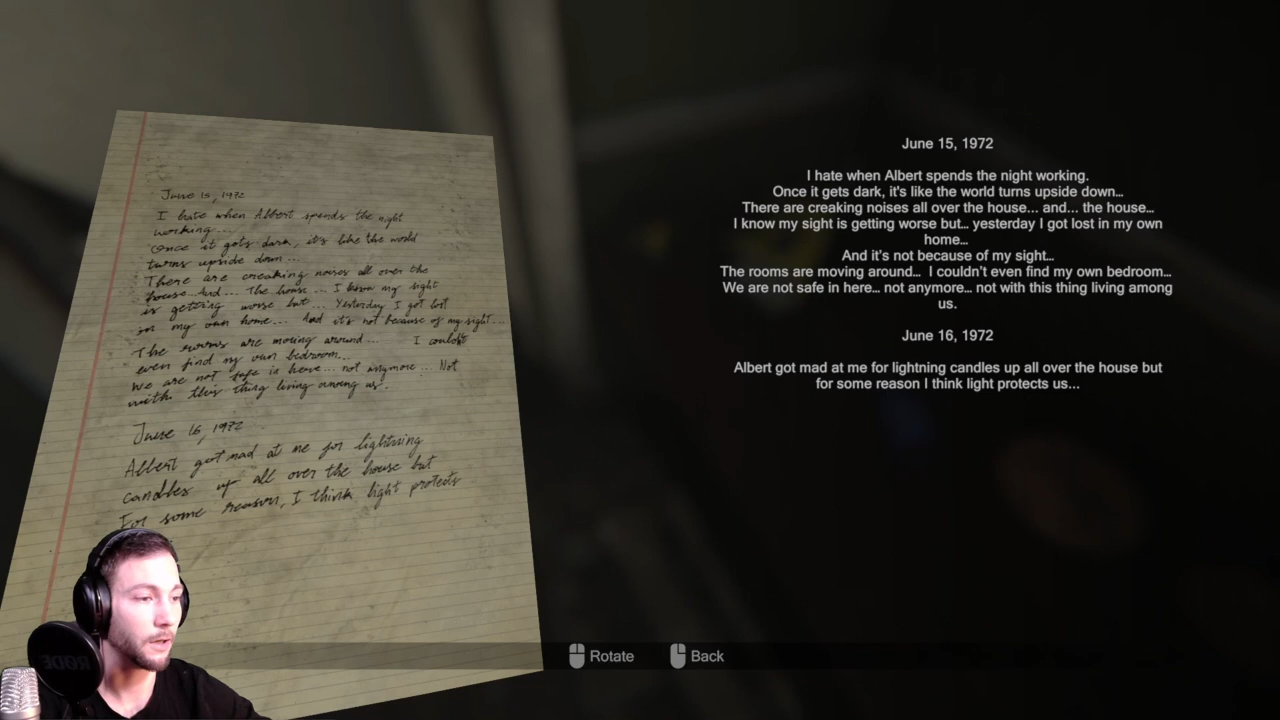 June 15, 1972
I hate when Albert spends the night
working...
Once it gets dark, it's like the world
turns upside down...
There are creaking noises all over the
house. And... The house... I know my sight
is getting worse but... Yesterday I got lost
in my own home... And it's not because of my sight...
The rooms are moving around... I couldn't
even find my own bedroom...
We are not safe in here... not anymore... Not
with this thing living among us.
June 16, 1972
Albert got mad at me for lightning
candles up all over the house but
For some reason, I think light protects
RØDE
June 15, 1972
I hate when Albert spends the night working.
Once it gets dark, it's like the world turns upside down...
There are creaking noises all over the house... and... the house...
I know my sight is getting worse but... yesterday I got lost in my own
home...
And it's not because of my sight...
The rooms are moving around... I couldn't even find my own bedroom...
We are not safe in here... not anymore... not with this thing living among
us.
June 16, 1972
Albert got mad at me for lightning candles up all over the house but
for some reason I think light protects us...
Rotate
Back